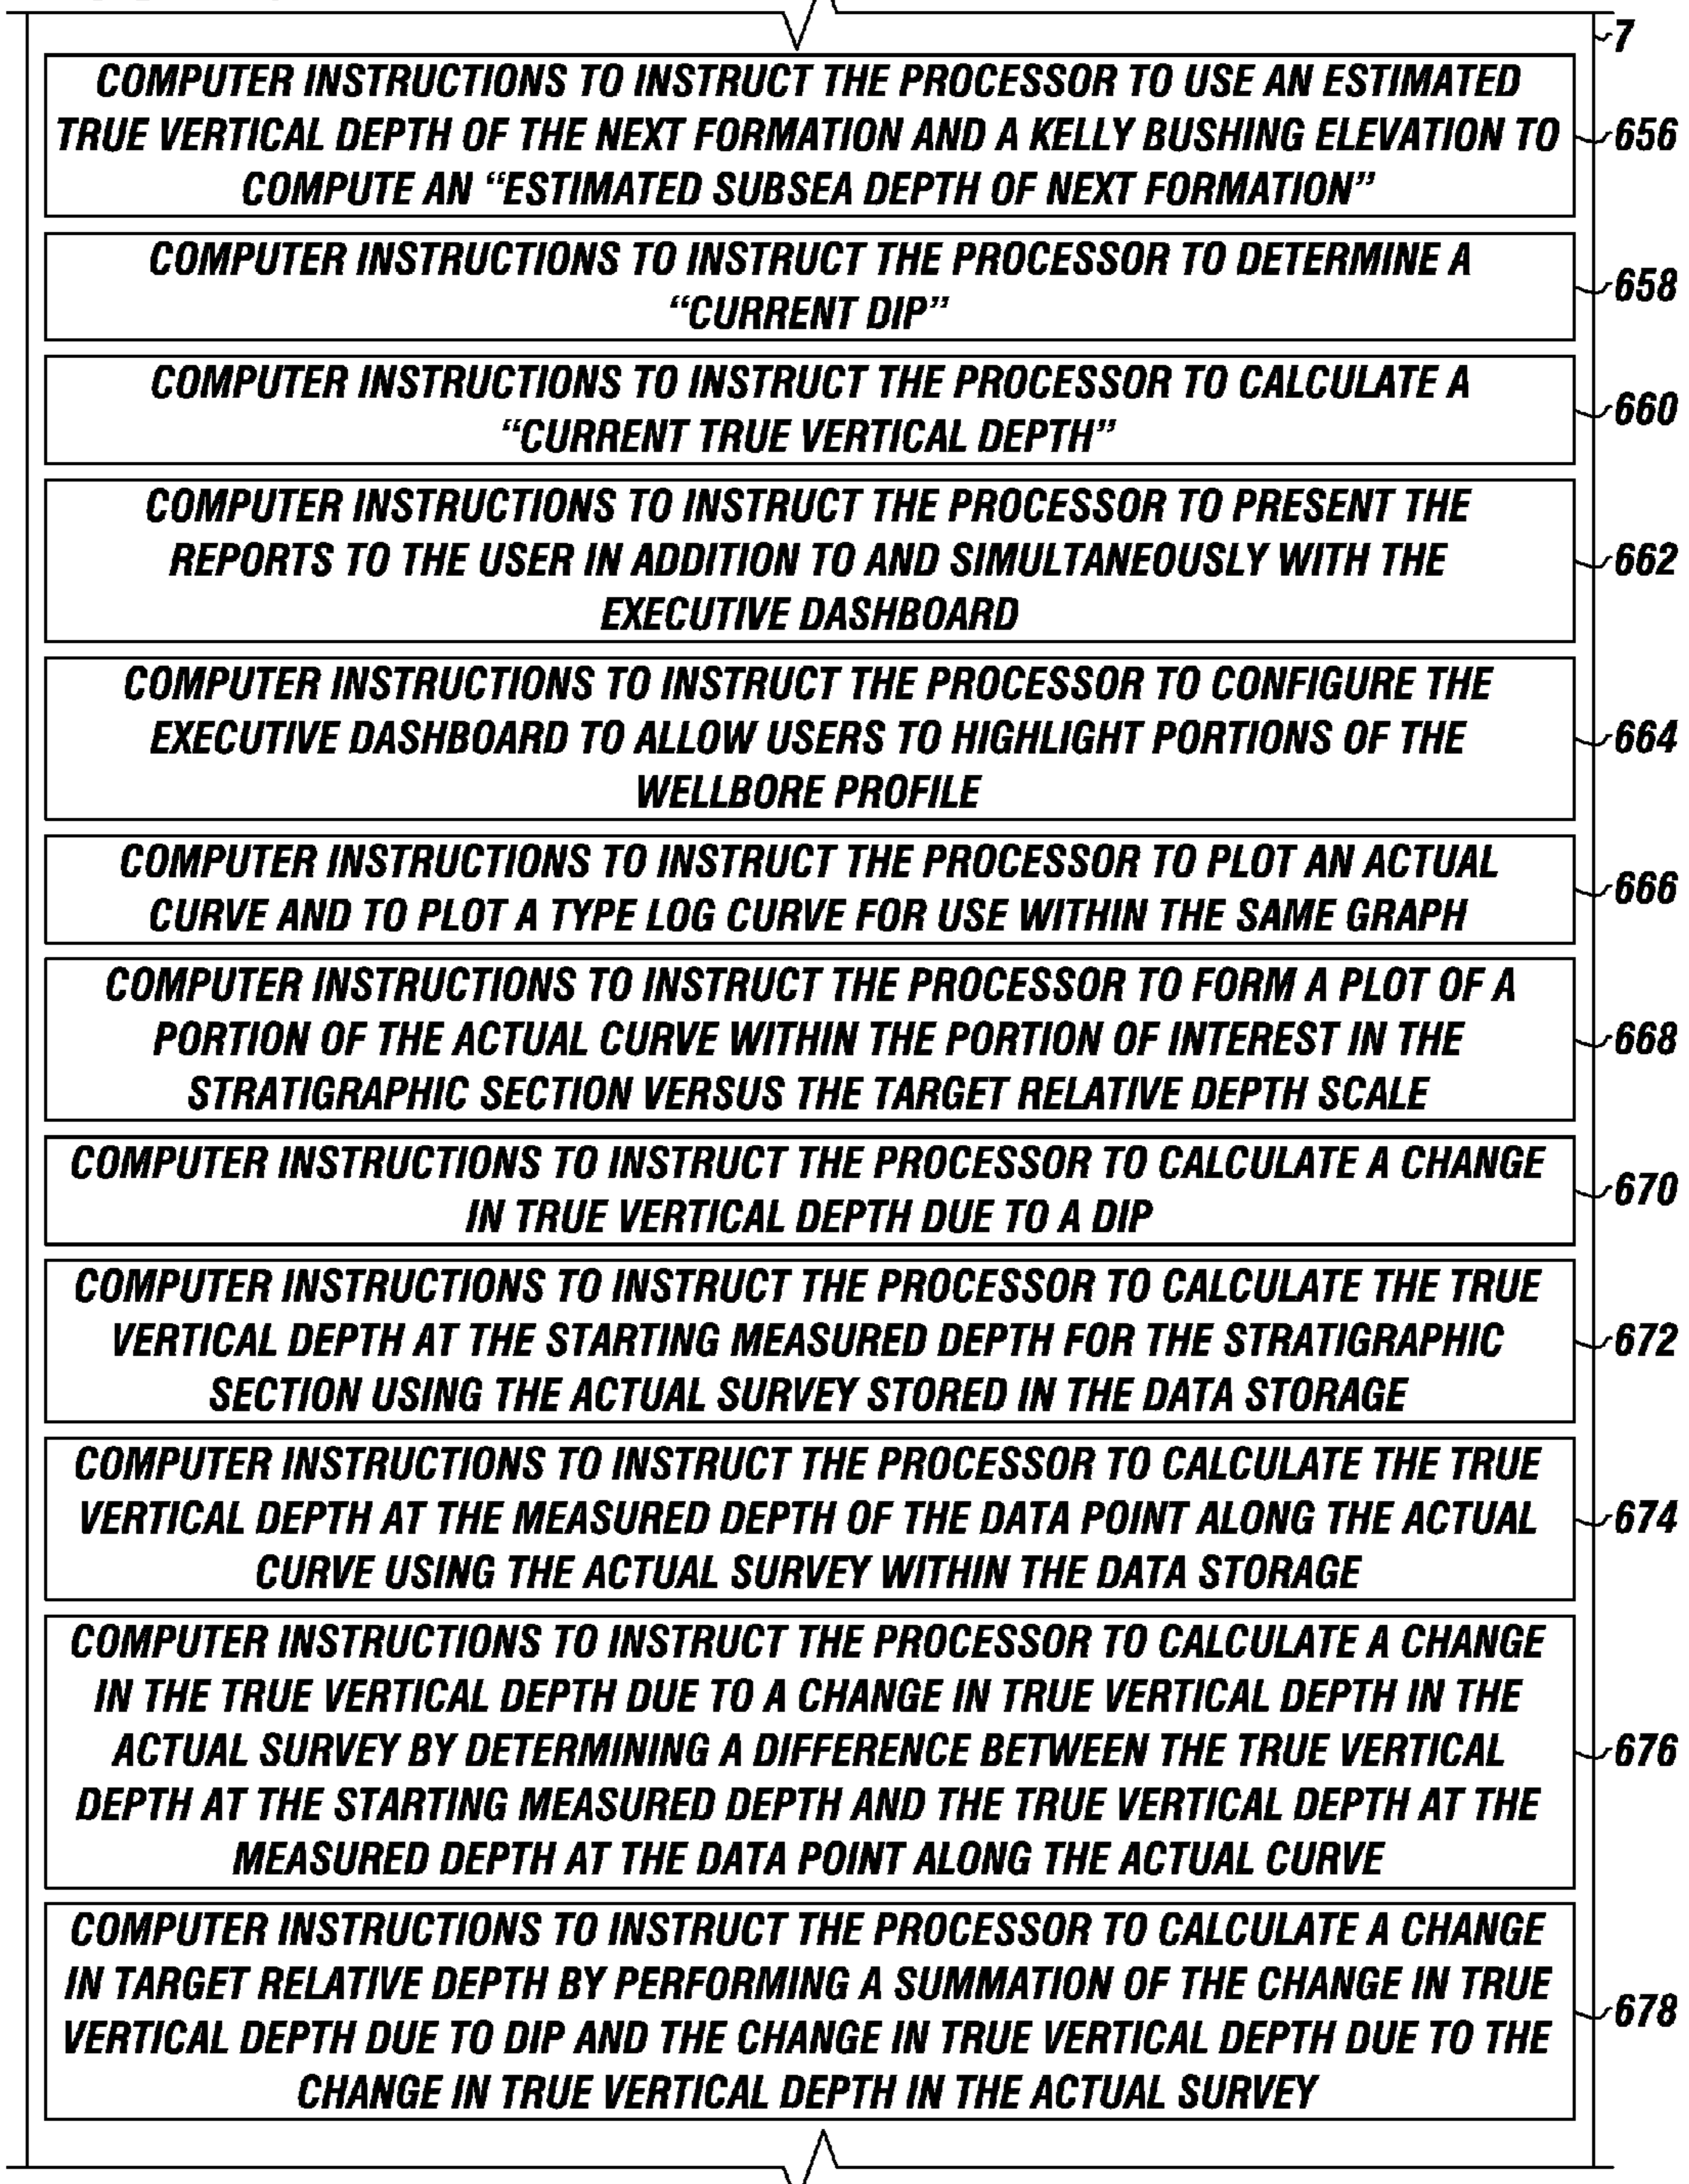 7
COMPUTER INSTRUCTIONS TO INSTRUCT THE PROCESSOR TO USE AN ESTIMATED
TRUE VERTICAL DEPTH OF THE NEXT FORMATION AND A KELLY BUSHING ELEVATION TO
COMPUTE AN “ESTIMATED SUBSEA DEPTH OF NEXT FORMATION”
656
COMPUTER INSTRUCTIONS TO INSTRUCT THE PROCESSOR TO DETERMINE A
“CURRENT DIP”
658
COMPUTER INSTRUCTIONS TO INSTRUCT THE PROCESSOR TO CALCULATE A
“CURRENT TRUE VERTICAL DEPTH”
660
COMPUTER INSTRUCTIONS TO INSTRUCT THE PROCESSOR TO PRESENT THE
REPORTS TO THE USER IN ADDITION TO AND SIMULTANEOUSLY WITH THE
EXECUTIVE DASHBOARD
662
COMPUTER INSTRUCTIONS TO INSTRUCT THE PROCESSOR TO CONFIGURE THE
EXECUTIVE DASHBOARD TO ALLOW USERS TO HIGHLIGHT PORTIONS OF THE
WELLBORE PROFILE
664
COMPUTER INSTRUCTIONS TO INSTRUCT THE PROCESSOR TO PLOT AN ACTUAL
CURVE AND TO PLOT A TYPE LOG CURVE FOR USE WITHIN THE SAME GRAPH
666
COMPUTER INSTRUCTIONS TO INSTRUCT THE PROCESSOR TO FORM A PLOT OF A
PORTION OF THE ACTUAL CURVE WITHIN THE PORTION OF INTEREST IN THE
STRATIGRAPHIC SECTION VERSUS THE TARGET RELATIVE DEPTH SCALE
668
COMPUTER INSTRUCTIONS TO INSTRUCT THE PROCESSOR TO CALCULATE A CHANGE
IN TRUE VERTICAL DEPTH DUE TO A DIP
670
COMPUTER INSTRUCTIONS TO INSTRUCT THE PROCESSOR TO CALCULATE THE TRUE
VERTICAL DEPTH AT THE STARTING MEASURED DEPTH FOR THE STRATIGRAPHIC
SECTION USING THE ACTUAL SURVEY STORED IN THE DATA STORAGE
672
COMPUTER INSTRUCTIONS TO INSTRUCT THE PROCESSOR TO CALCULATE THE TRUE
VERTICAL DEPTH AT THE MEASURED DEPTH OF THE DATA POINT ALONG THE ACTUAL
CURVE USING THE ACTUAL SURVEY WITHIN THE DATA STORAGE
674
COMPUTER INSTRUCTIONS TO INSTRUCT THE PROCESSOR TO CALCULATE A CHANGE
IN THE TRUE VERTICAL DEPTH DUE TO A CHANGE IN TRUE VERTICAL DEPTH IN THE
ACTUAL SURVEY BY DETERMINING A DIFFERENCE BETWEEN THE TRUE VERTICAL
DEPTH AT THE STARTING MEASURED DEPTH AND THE TRUE VERTICAL DEPTH AT THE
MEASURED DEPTH AT THE DATA POINT ALONG THE ACTUAL CURVE
676
COMPUTER INSTRUCTIONS TO INSTRUCT THE PROCESSOR TO CALCULATE A CHANGE
IN TARGET RELATIVE DEPTH BY PERFORMING A SUMMATION OF THE CHANGE IN TRUE
VERTICAL DEPTH DUE TO DIP AND THE CHANGE IN TRUE VERTICAL DEPTH DUE TO THE
CHANGE IN TRUE VERTICAL DEPTH IN THE ACTUAL SURVEY
678